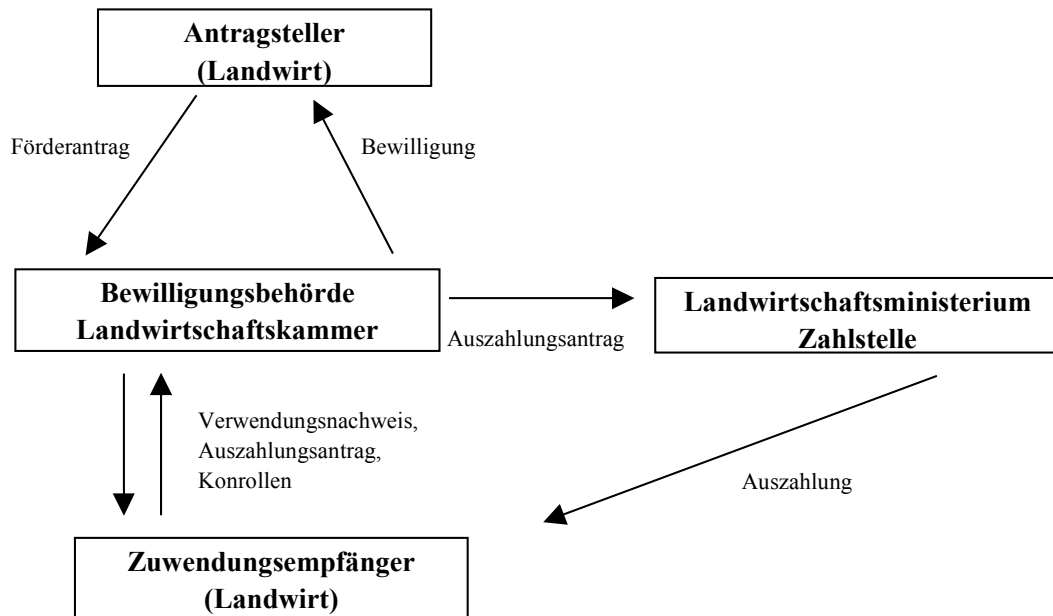 Antragsteller
(Landwirt)
Förderantrag
Bewilligung
Bewilligungsbehörde
Landwirtschaftskammer
Auszahlungsantrag
Landwirtschaftsministerium
Zahlstelle
Verwendungsnachweis,
Auszahlungsantrag,
Konrollen
Auszahlung
Zuwendungsempfänger
(Landwirt)